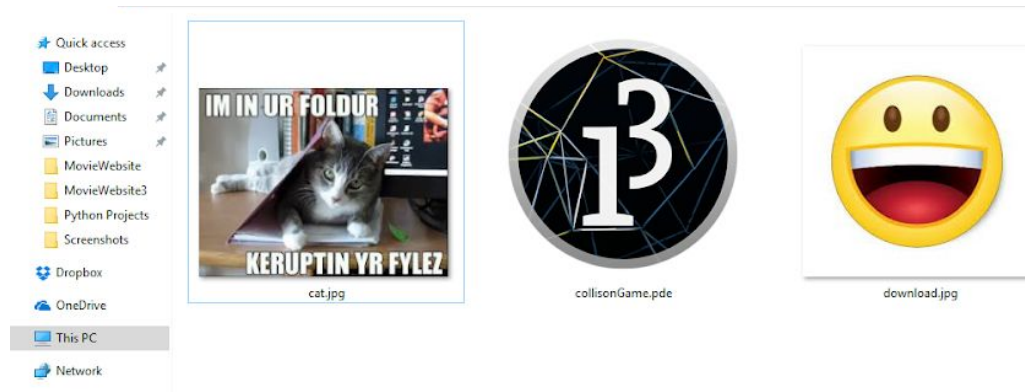 Quick access
Desktop
Downloads
Documents
Pictures
MovieWebsite
MovieWebsite3
Python Projects
Screenshots
Dropbox
OneDrive
This PC
Network
IM IN UR FOLDUR
KERUPTIN YR FYLEZ
cat.jpg
13
collisonGame.pde
download.jpg